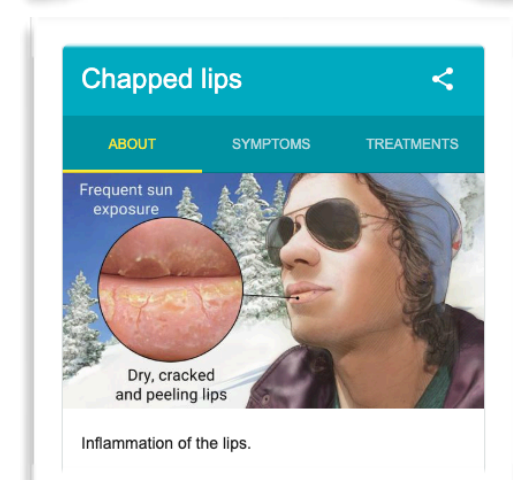 Chapped lips
ABOUT SYMPTOMS TREATMENTS
Frequent sun
exposure
Dry, cracked
and peeling lips
Inflammation of the lips.